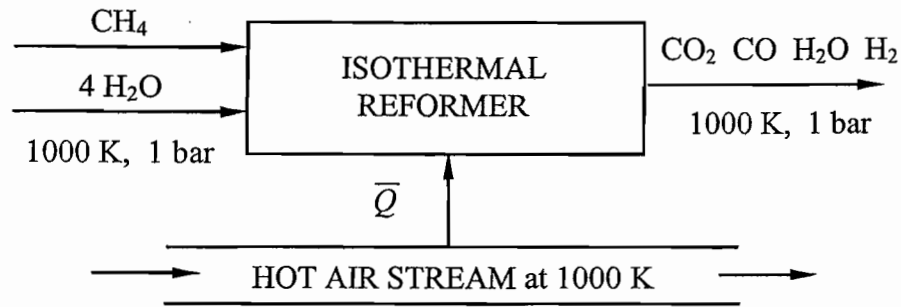 CH₄
4 H₂O
1000 K, 1 bar
ISOTHERMAL
REFORMER
CO₂ CO H₂O H₂
1000 K, 1 bar
Q̅
HOT AIR STREAM at 1000 K